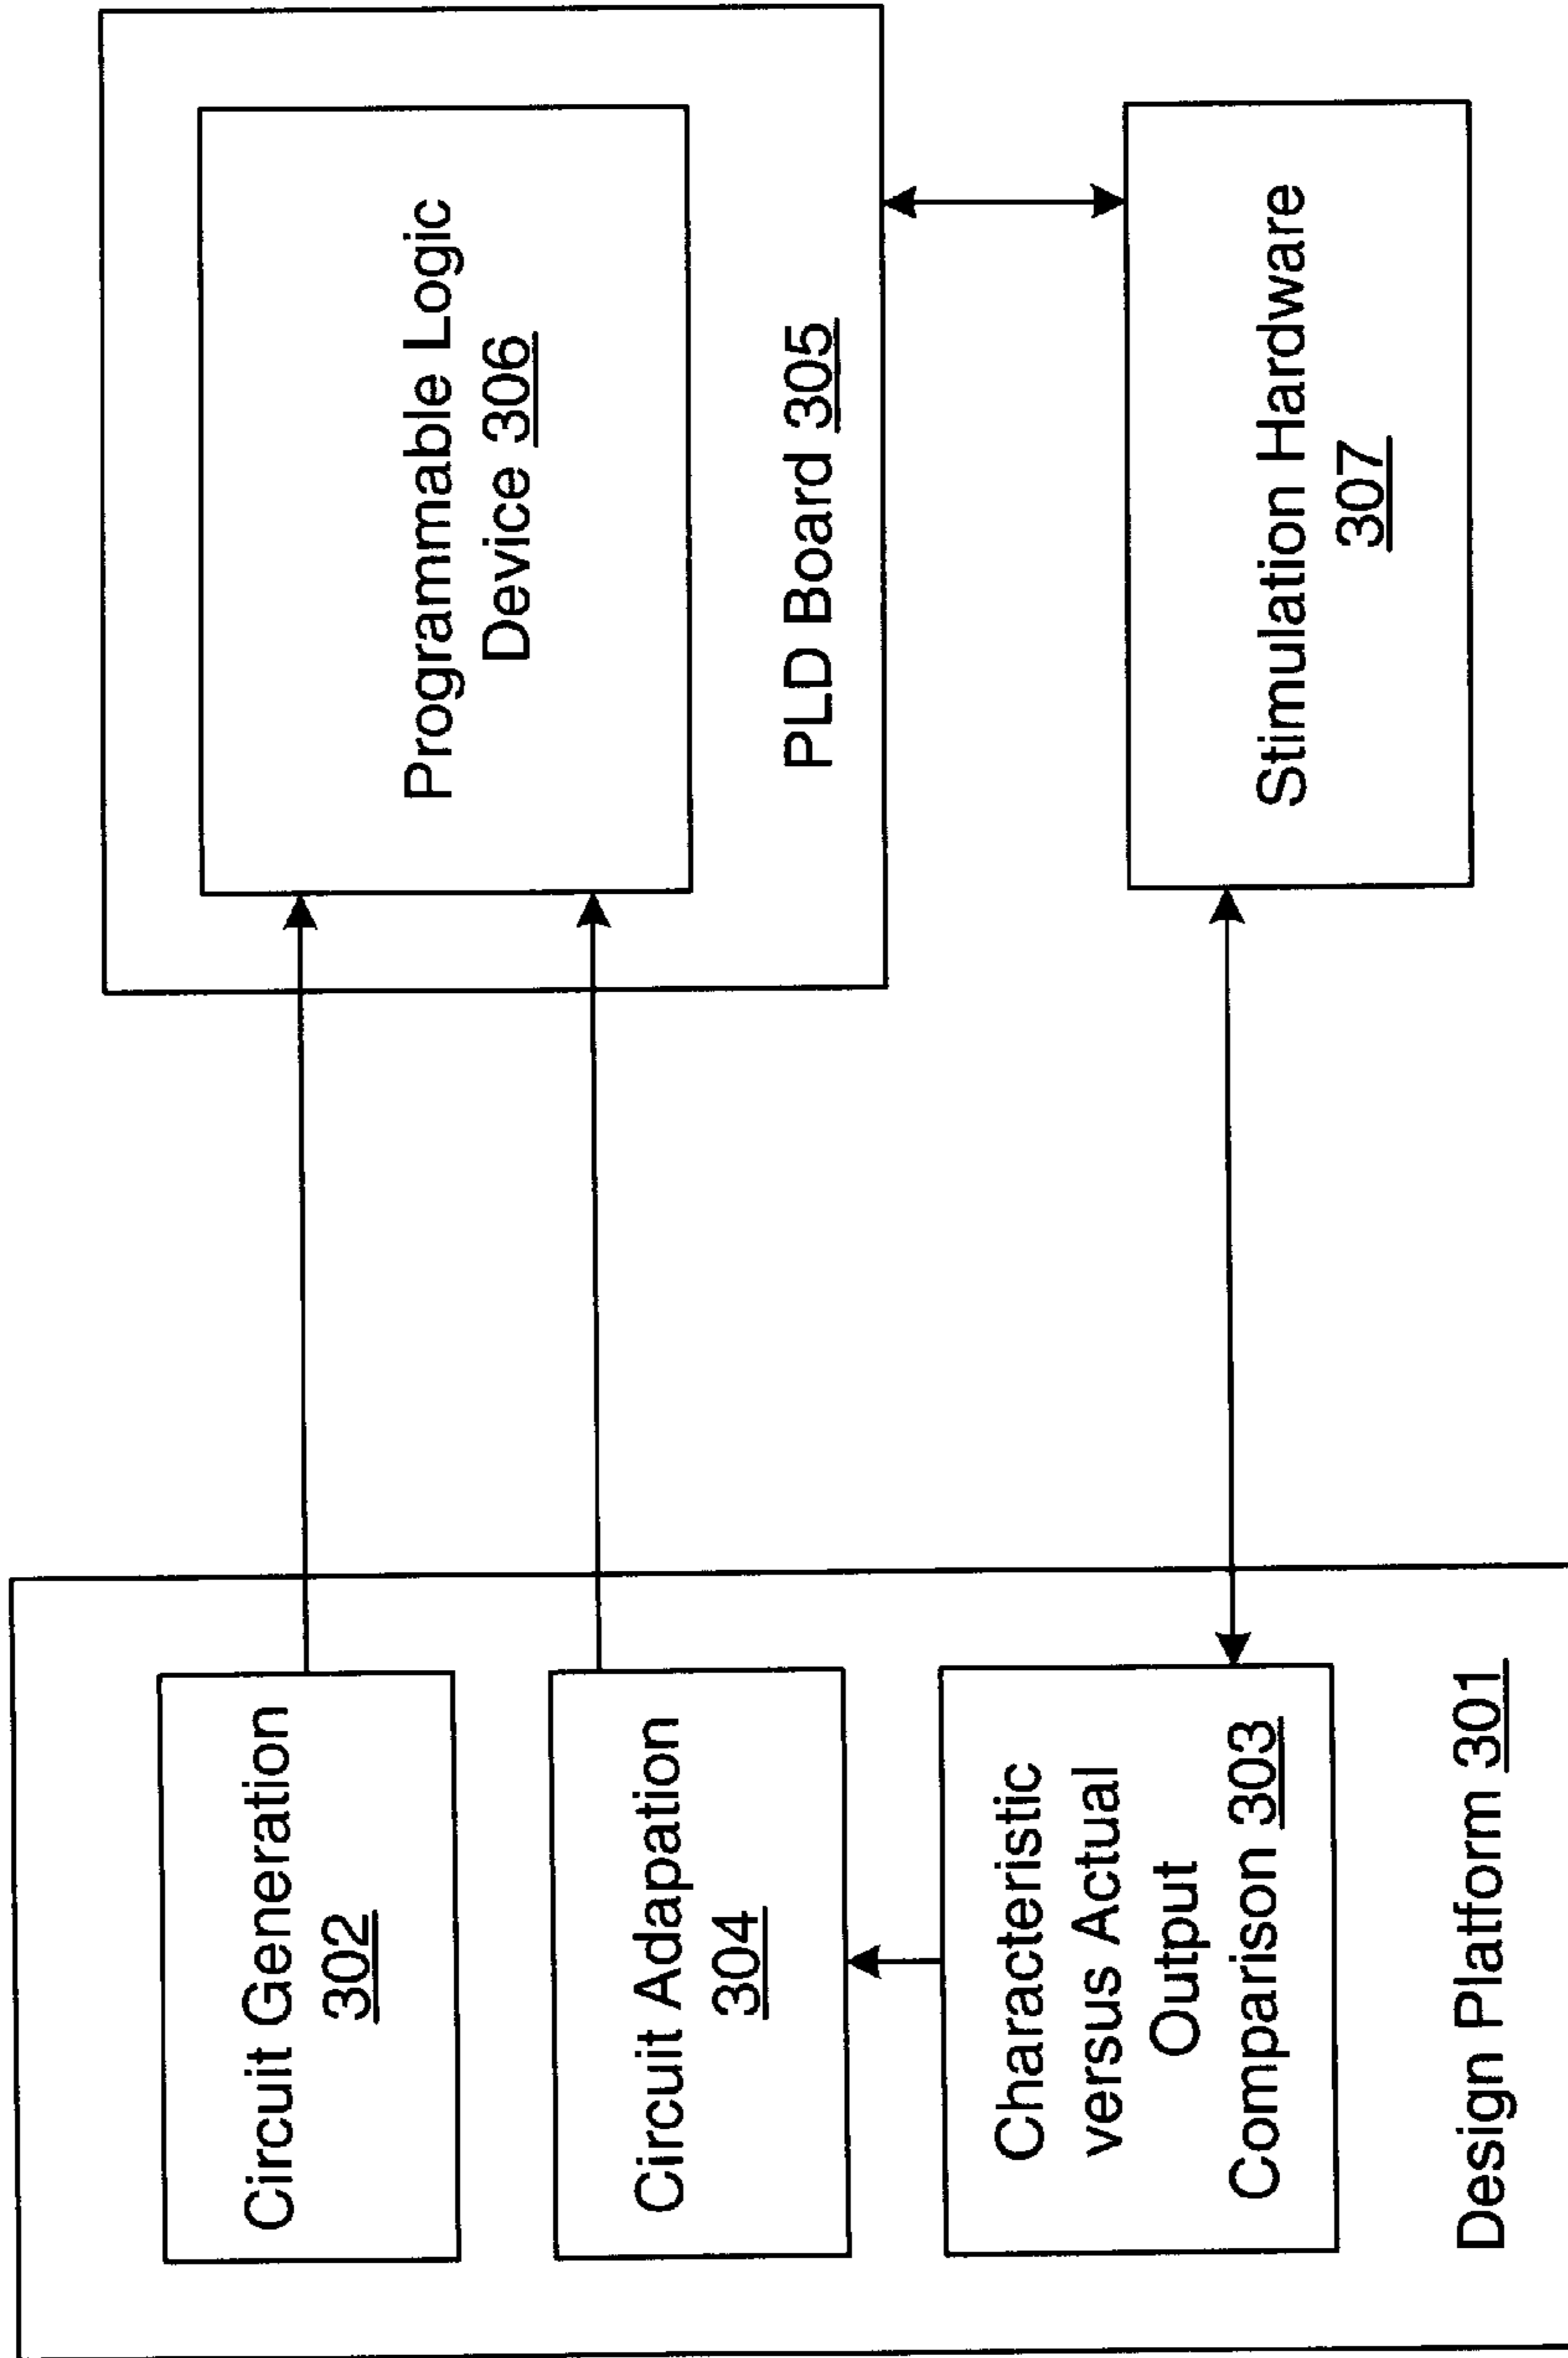 Circuit Generation
302
Circuit Adapation
304
Characteristic
versus Actual
Output
Comparison 303
Design Platform 301
Programmable Logic
Device 306
PLD Board 305
Stimulation Hardware
307